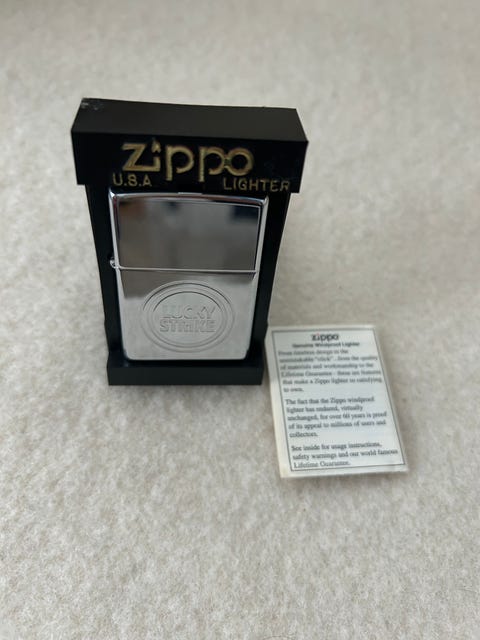 Zippo
U.S.A LIGHTER
LUCKY
STRIKE
zippo
Genuine Windproof Lighter
From timeless design to the
unmistakable "click"...from the quality
of materials and workmanship to the
Lifetime Guarantee - these are features
that make a Zippo lighter so satisfying
to own.
The fact that the Zippo windproof
lighter has endured, virtually
unchanged, for over 60 years is proof
of its appeal to millions of users and
collectors.
See inside for usage instructions,
safety warnings and our world famous
Lifetime Guarantee.